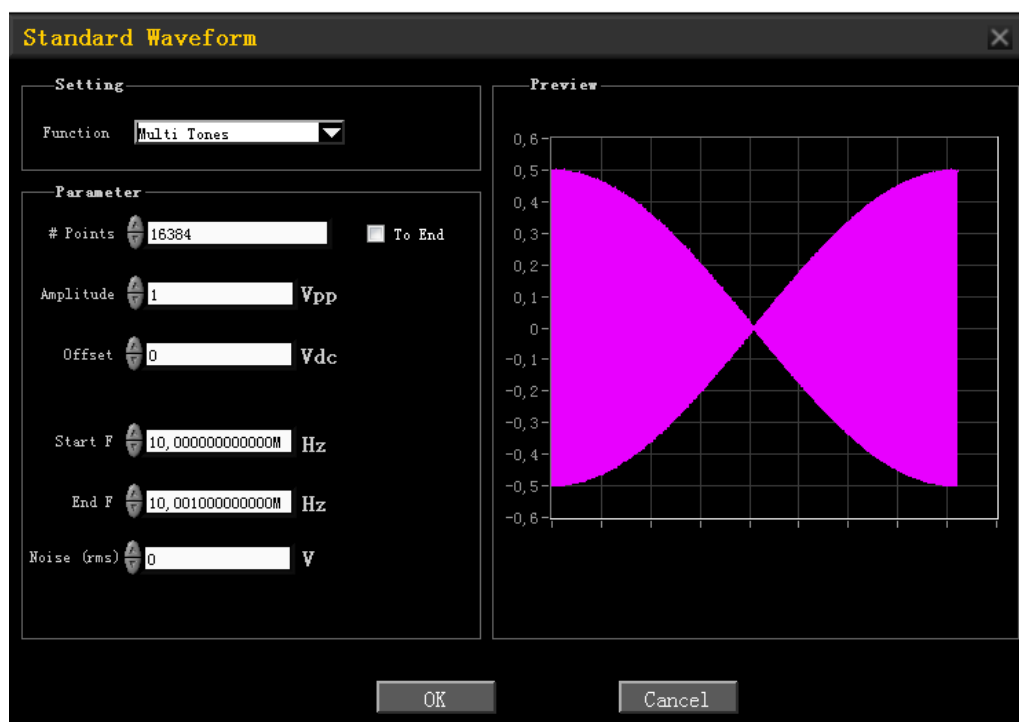 Standard Waveform
Setting
Function Multi Tones
Parameter
# Points 16384 To End
Amplitude 1 Vpp
Offset 0 Vdc
Start F 10,000000000000M Hz
End F 10,001000000000M Hz
Noise (rms) 0 V
Preview
0,6
0,5
0,4
0,3
0,2
0,1
0
-0,1
-0,2
-0,3
-0,4
-0,5
-0,6
OK Cancel